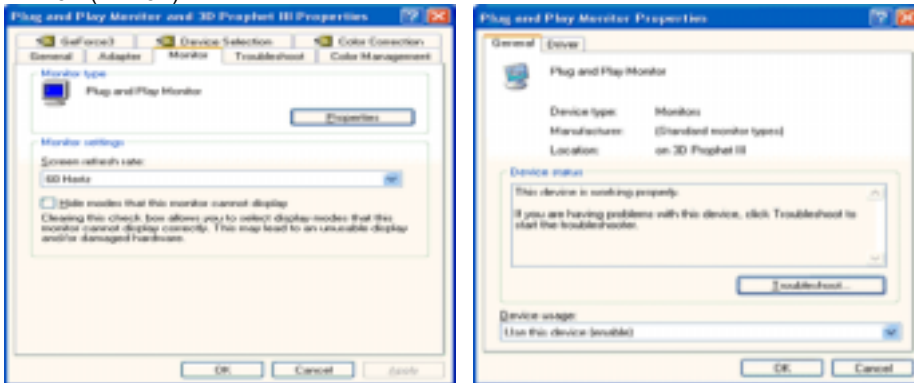 Plug and Play Monitor and 3D Prophet III Properties
GeForce3
Device Selection
Color Correction
General
Adapter
Monitor
Troubleshoot
Color Management
Monitor type
Plug and Play Monitor
Properties
Monitor settings
Screen refresh rate:
60 Hertz
Hide modes that this monitor cannot display
Clearing this check box allows you to select display modes that this
monitor cannot display correctly. This may lead to an unusable display
and/or damaged hardware.
OK
Cancel
Apply
Plug and Play Monitor Properties
General
Driver
Plug and Play Monitor
Device type: Monitors
Manufacturer: (Standard monitor types)
Location: on 3D Prophet III
Device status
This device is working properly.
If you are having problems with this device, click Troubleshoot to
start the troubleshooter.
Troubleshoot...
Device usage:
Use this device (enable)
OK
Cancel